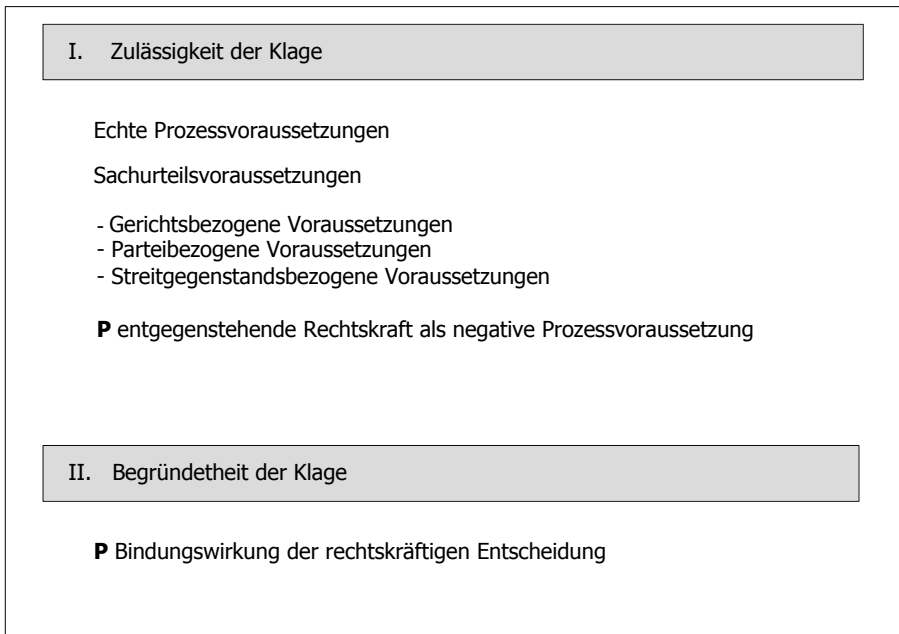 I. Zulässigkeit der Klage
Echte Prozessvoraussetzungen
Sachurteilsvoraussetzungen
- Gerichtsbezogene Voraussetzungen
- Parteibezogene Voraussetzungen
- Streitgegenstandsbezogene Voraussetzungen
P entgegenstehende Rechtskraft als negative Prozessvoraussetzung
II. Begründetheit der Klage
P Bindungswirkung der rechtskräftigen Entscheidung